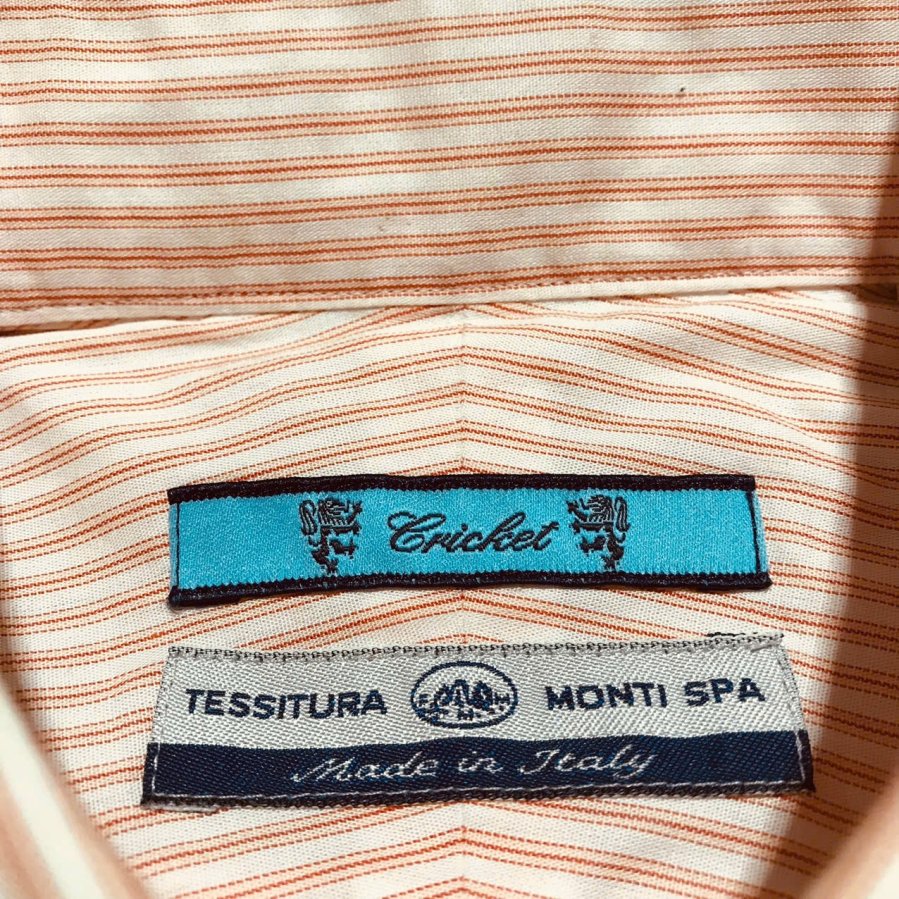 Cricket
TESSITURA MONTI SPA
Made in Italy